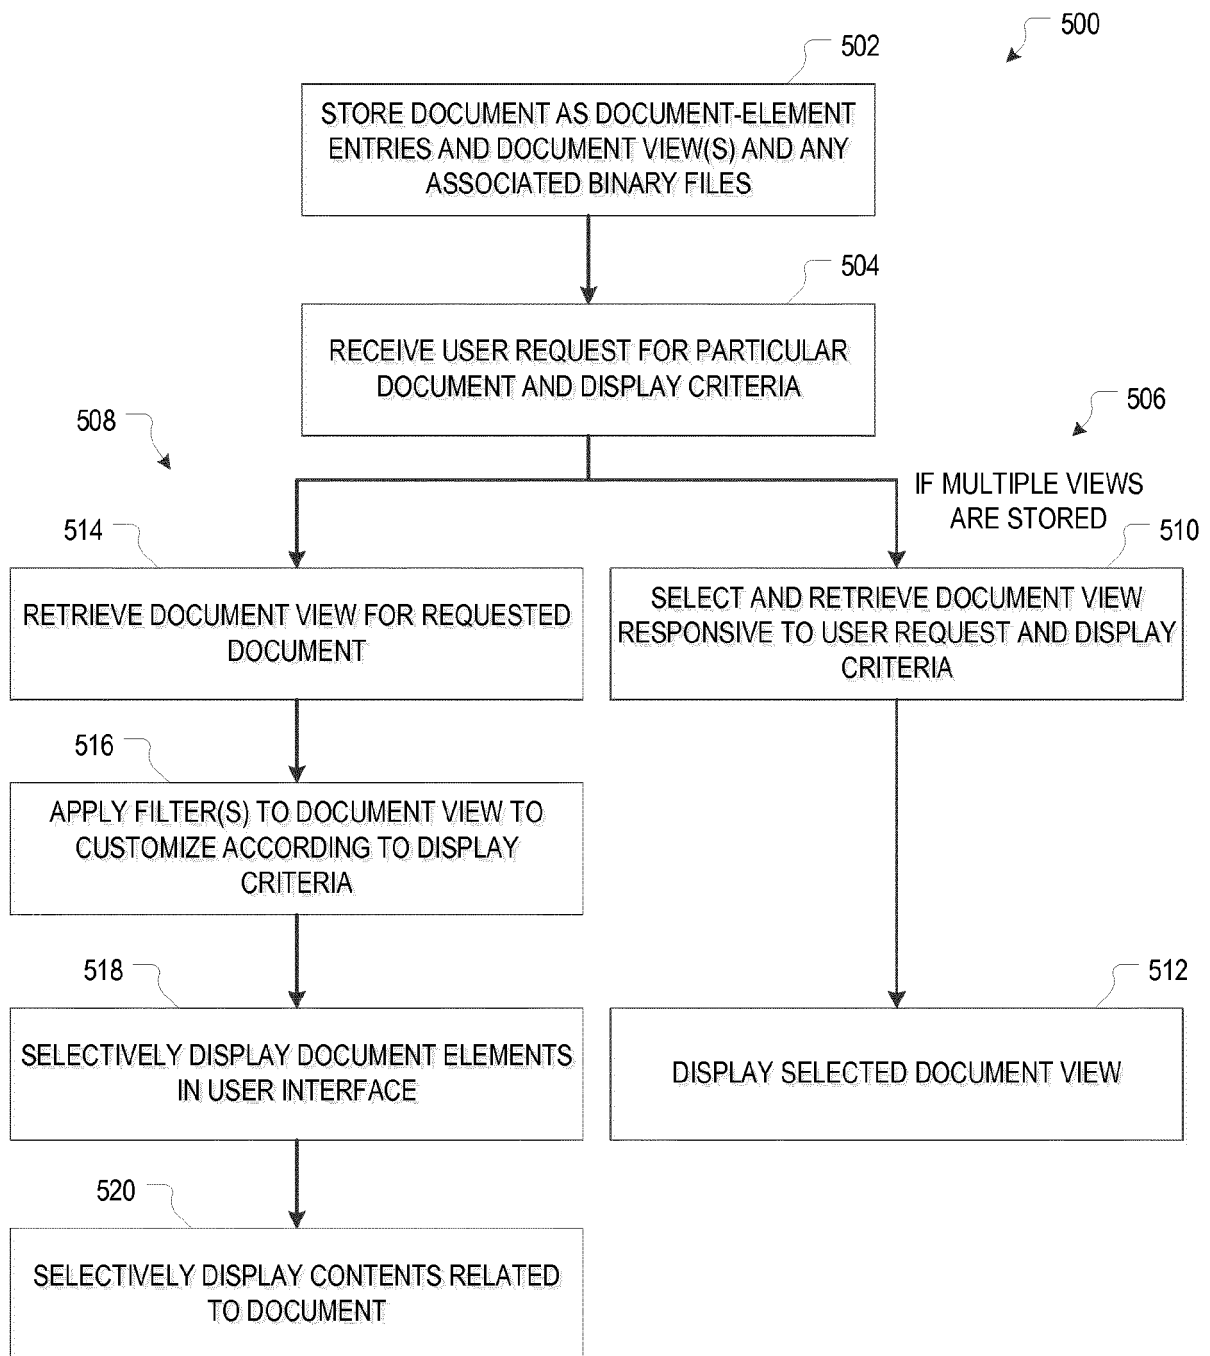 500
502
STORE DOCUMENT AS DOCUMENT-ELEMENT
ENTRIES AND DOCUMENT VIEW(S) AND ANY
ASSOCIATED BINARY FILES
504
RECEIVE USER REQUEST FOR PARTICULAR
DOCUMENT AND DISPLAY CRITERIA
508
506
IF MULTIPLE VIEWS
ARE STORED
514
RETRIEVE DOCUMENT VIEW FOR REQUESTED
DOCUMENT
510
SELECT AND RETRIEVE DOCUMENT VIEW
RESPONSIVE TO USER REQUEST AND DISPLAY
CRITERIA
516
APPLY FILTER(S) TO DOCUMENT VIEW TO
CUSTOMIZE ACCORDING TO DISPLAY
CRITERIA
518
SELECTIVELY DISPLAY DOCUMENT ELEMENTS
IN USER INTERFACE
512
DISPLAY SELECTED DOCUMENT VIEW
520
SELECTIVELY DISPLAY CONTENTS RELATED
TO DOCUMENT